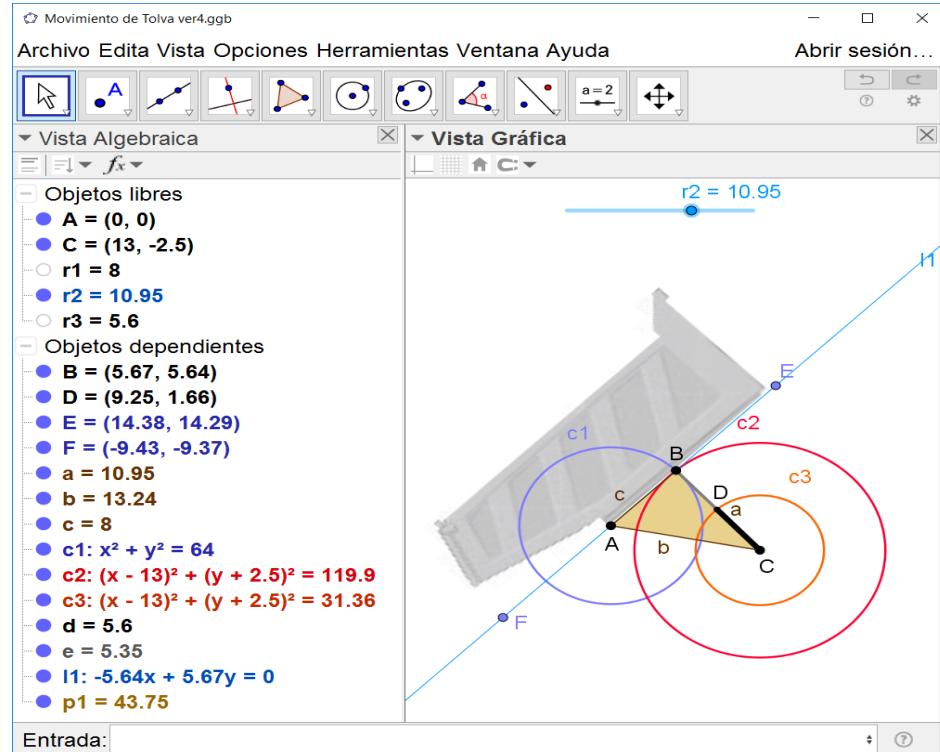 Movimiento de Tolva ver4.ggb
Archivo Edita Vista Opciones Herramientas Ventana Ayuda Abrir sesión...
A α a = 2
Vista Algebraica
Vista Gráfica
fx
Objetos libres
A = (0, 0)
C = (13, -2.5)
r1 = 8
r2 = 10.95
r3 = 5.6
Objetos dependientes
B = (5.67, 5.64)
D = (9.25, 1.66)
E = (14.38, 14.29)
F = (-9.43, -9.37)
a = 10.95
b = 13.24
c = 8
c1: x² + y² = 64
c2: (x - 13)² + (y + 2.5)² = 119.9
c3: (x - 13)² + (y + 2.5)² = 31.36
d = 5.6
e = 5.35
l1: -5.64x + 5.67y = 0
p1 = 43.75
r2 = 10.95
l1
E
c2
c1
B
c3
D
c
a
A
b
C
F
Entrada: